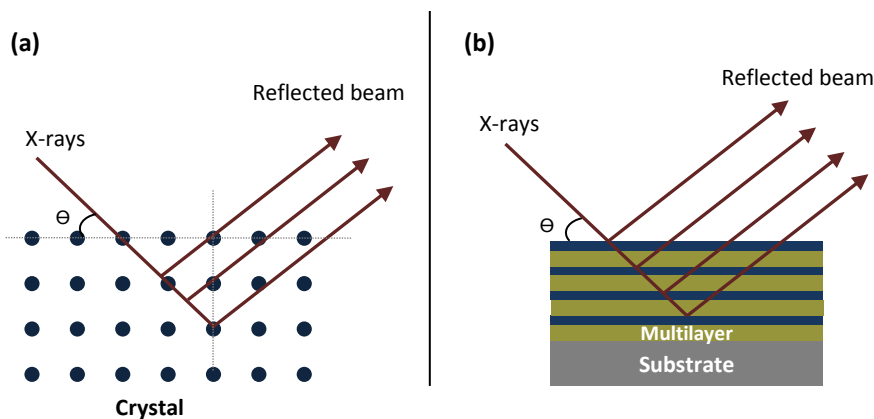 (a)
X-rays
Reflected beam
ϴ
Crystal
(b)
X-rays
Reflected beam
ϴ
Multilayer
Substrate